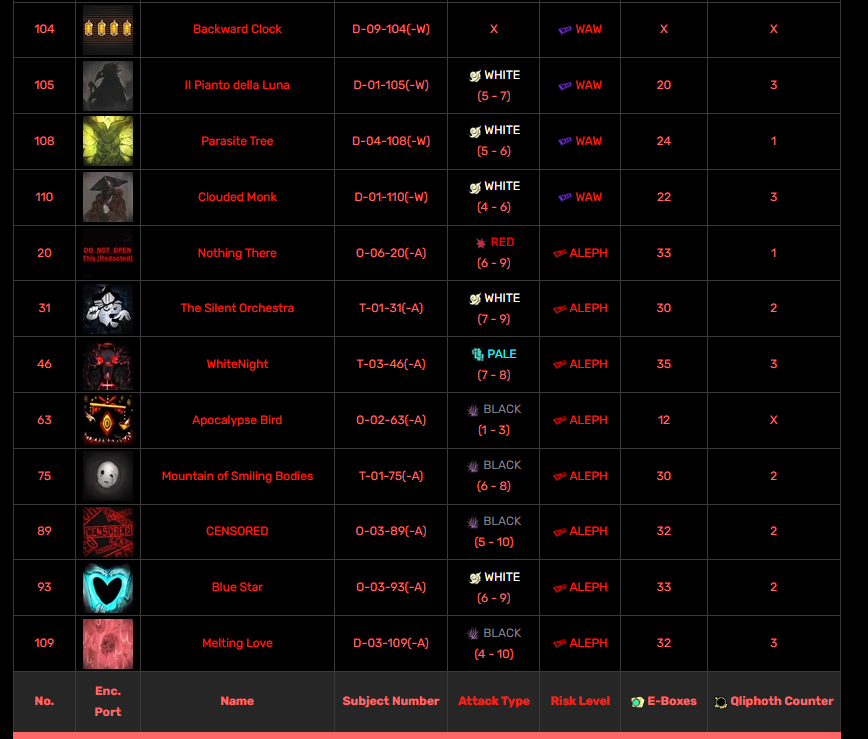 104 Backward Clock D-09-104(-W) X WAW X X
105 Il Pianto della Luna D-01-105(-W) WHITE (5 - 7) WAW 20 3
108 Parasite Tree D-04-108(-W) WHITE (5 - 6) WAW 24 1
110 Clouded Monk D-01-110(-W) WHITE (4 - 6) WAW 22 3
20 DO NOT OPEN This [Redacted] Nothing There O-06-20(-A) RED (6 - 9) ALEPH 33 1
31 The Silent Orchestra T-01-31(-A) WHITE (7 - 9) ALEPH 30 2
46 WhiteNight T-03-46(-A) PALE (7 - 8) ALEPH 35 3
63 Apocalypse Bird O-02-63(-A) BLACK (1 - 3) ALEPH 12 X
75 Mountain of Smiling Bodies T-01-75(-A) BLACK (6 - 8) ALEPH 30 2
89 CENSORED CENSORED O-03-89(-A) BLACK (5 - 10) ALEPH 32 2
93 Blue Star O-03-93(-A) WHITE (6 - 9) ALEPH 33 2
109 Melting Love D-03-109(-A) BLACK (4 - 10) ALEPH 32 3
No. Enc. Port Name Subject Number Attack Type Risk Level E-Boxes Qliphoth Counter